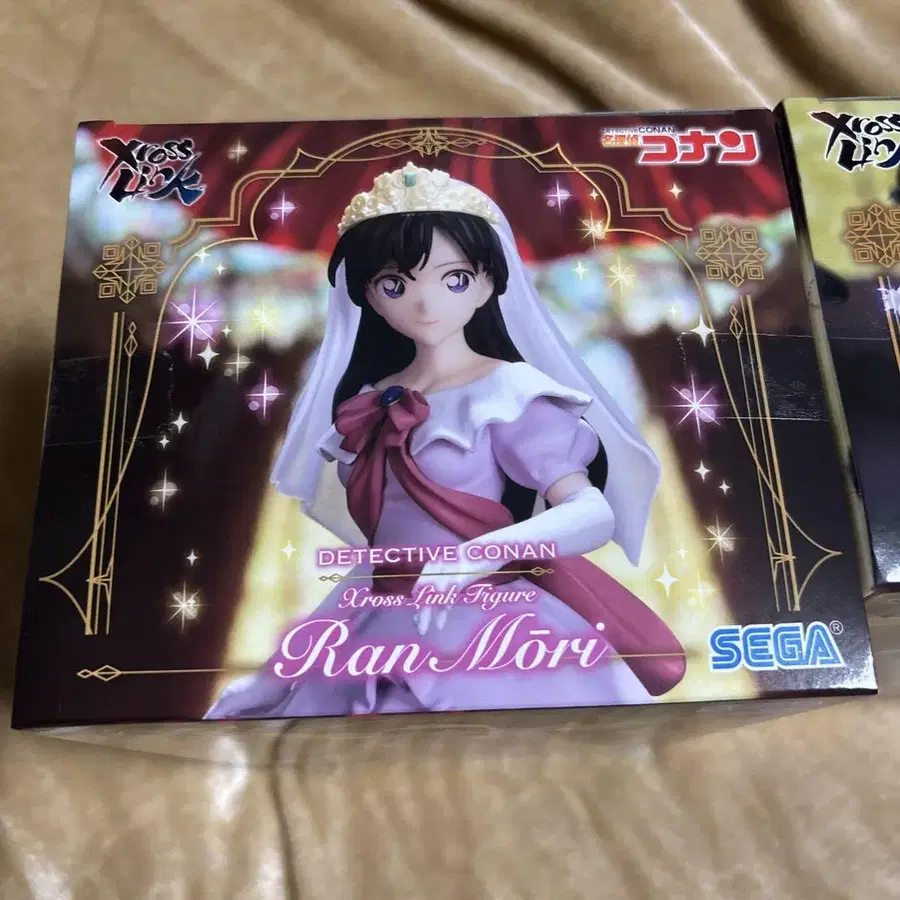 Xross Link
DETECTIVE CONAN
名探偵
コナン
DETECTIVE CONAN
Xross Link Figure
Ran Mōri
SEGA®
Xross
Link